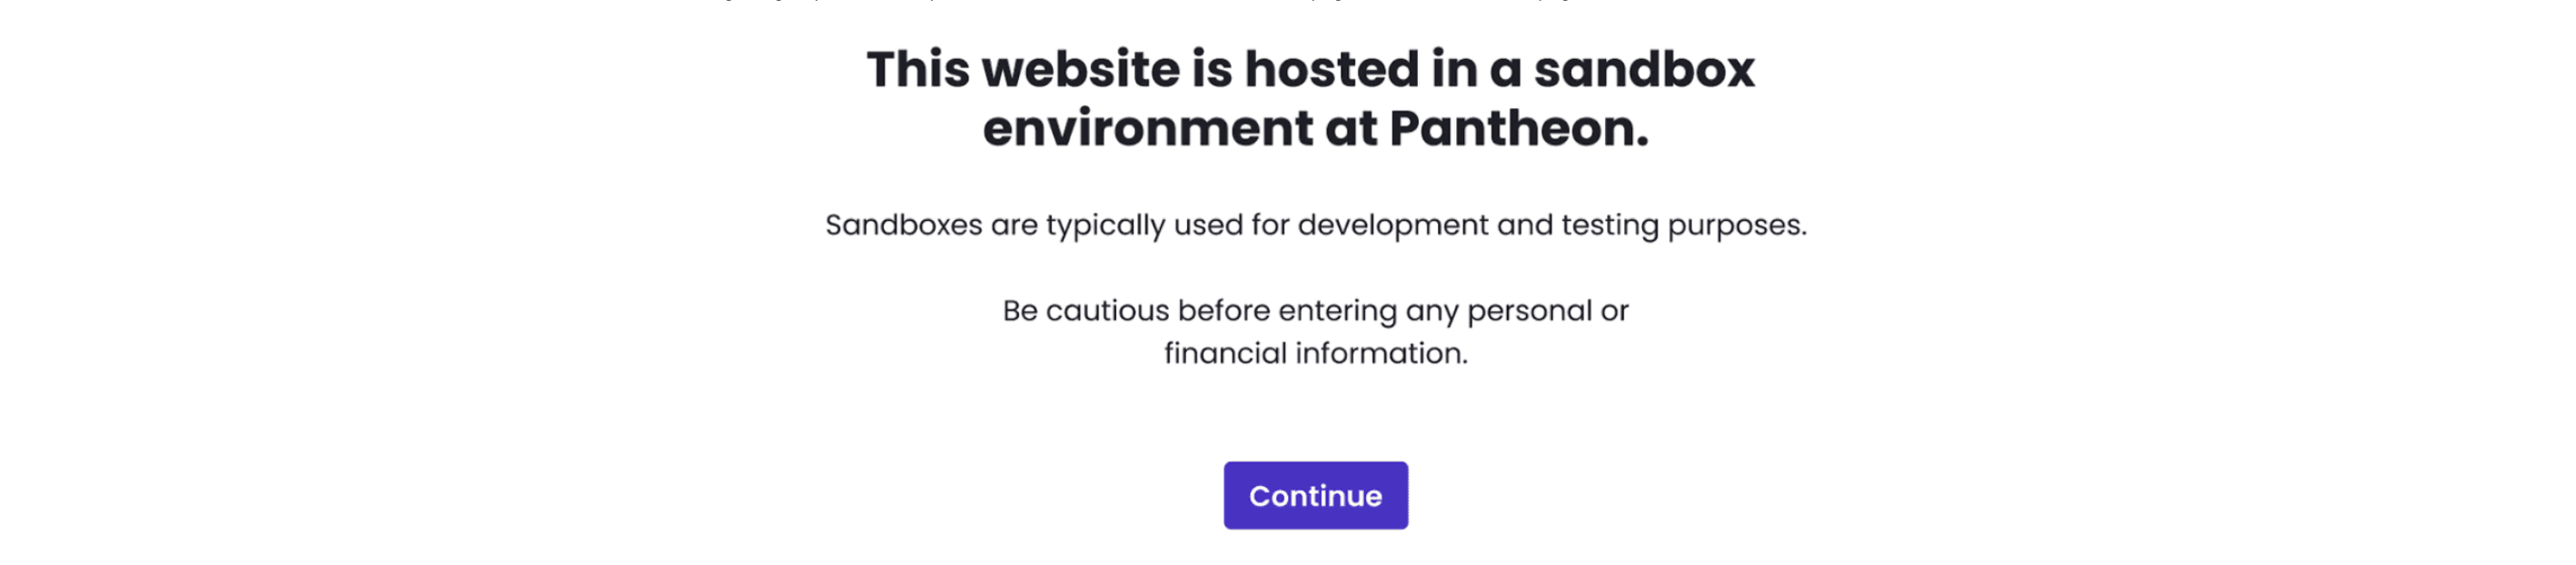 This website is hosted in a sandbox
environment at Pantheon.
Sandboxes are typically used for development and testing purposes.
Be cautious before entering any personal or
financial information.
Continue